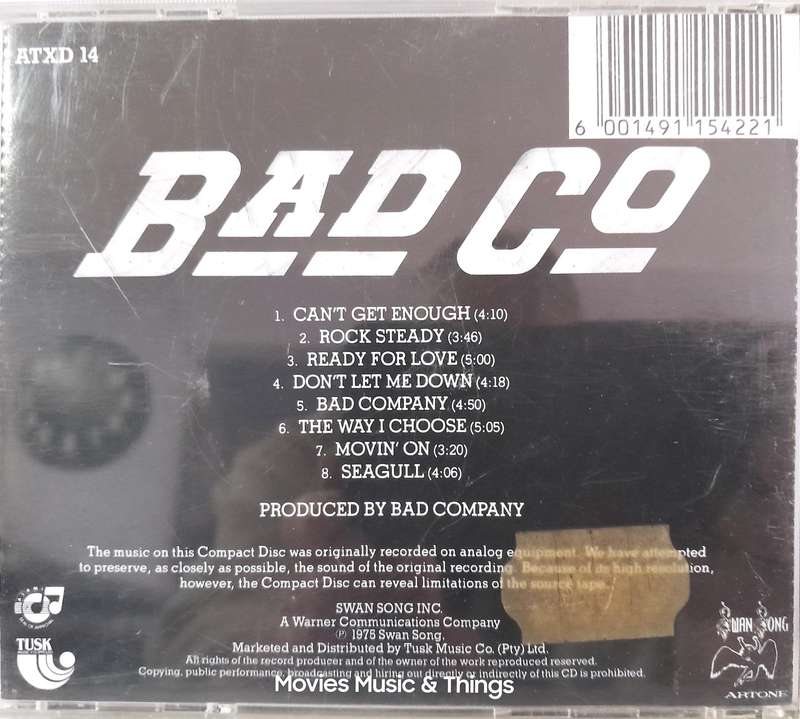 ATXD 14
6 001491 154221
BAD CO
1. CAN'T GET ENOUGH (4:10)
2. ROCK STEADY (3:46)
3. READY FOR LOVE (5:00)
4. DON'T LET ME DOWN (4:18)
5. BAD COMPANY (4:50)
6. THE WAY I CHOOSE (5:05)
7. MOVIN' ON (3:20)
8. SEAGULL (4:06)
PRODUCED BY BAD COMPANY
The music on this Compact Disc was originally recorded on analog equipment. We have attempted
to preserve, as closely as possible, the sound of the original recording. Because of its high resolution,
however, the Compact Disc can reveal limitations of the source tape.
SWAN SONG INC.
A Warner Communications Company
℗ 1975 Swan Song.
Marketed and Distributed by Tusk Music Co. (Pty) Ltd.
All rights of the record producer and of the owner of the work reproduced reserved.
Copying, public performance, broadcasting and hiring out directly or indirectly of this CD is prohibited.
TUSK
SWAN SONG
ARTONE
Movies Music & Things